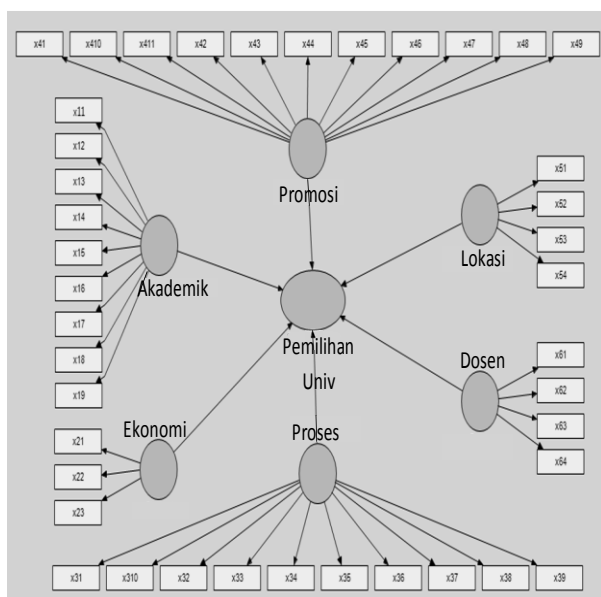 x41 x410 x411 x42 x43 x44 x45 x46 x47 x48 x49
x11
x12
x13
x14
x15
x16
x17
x18
x19
Promosi
x51
x52
x53
x54
Lokasi
Akademik
Pemilihan
Univ
Dosen
x61
x62
x63
x64
Ekonomi
x21
x22
x23
Proses
x31 x310 x32 x33 x34 x35 x36 x37 x38 x39